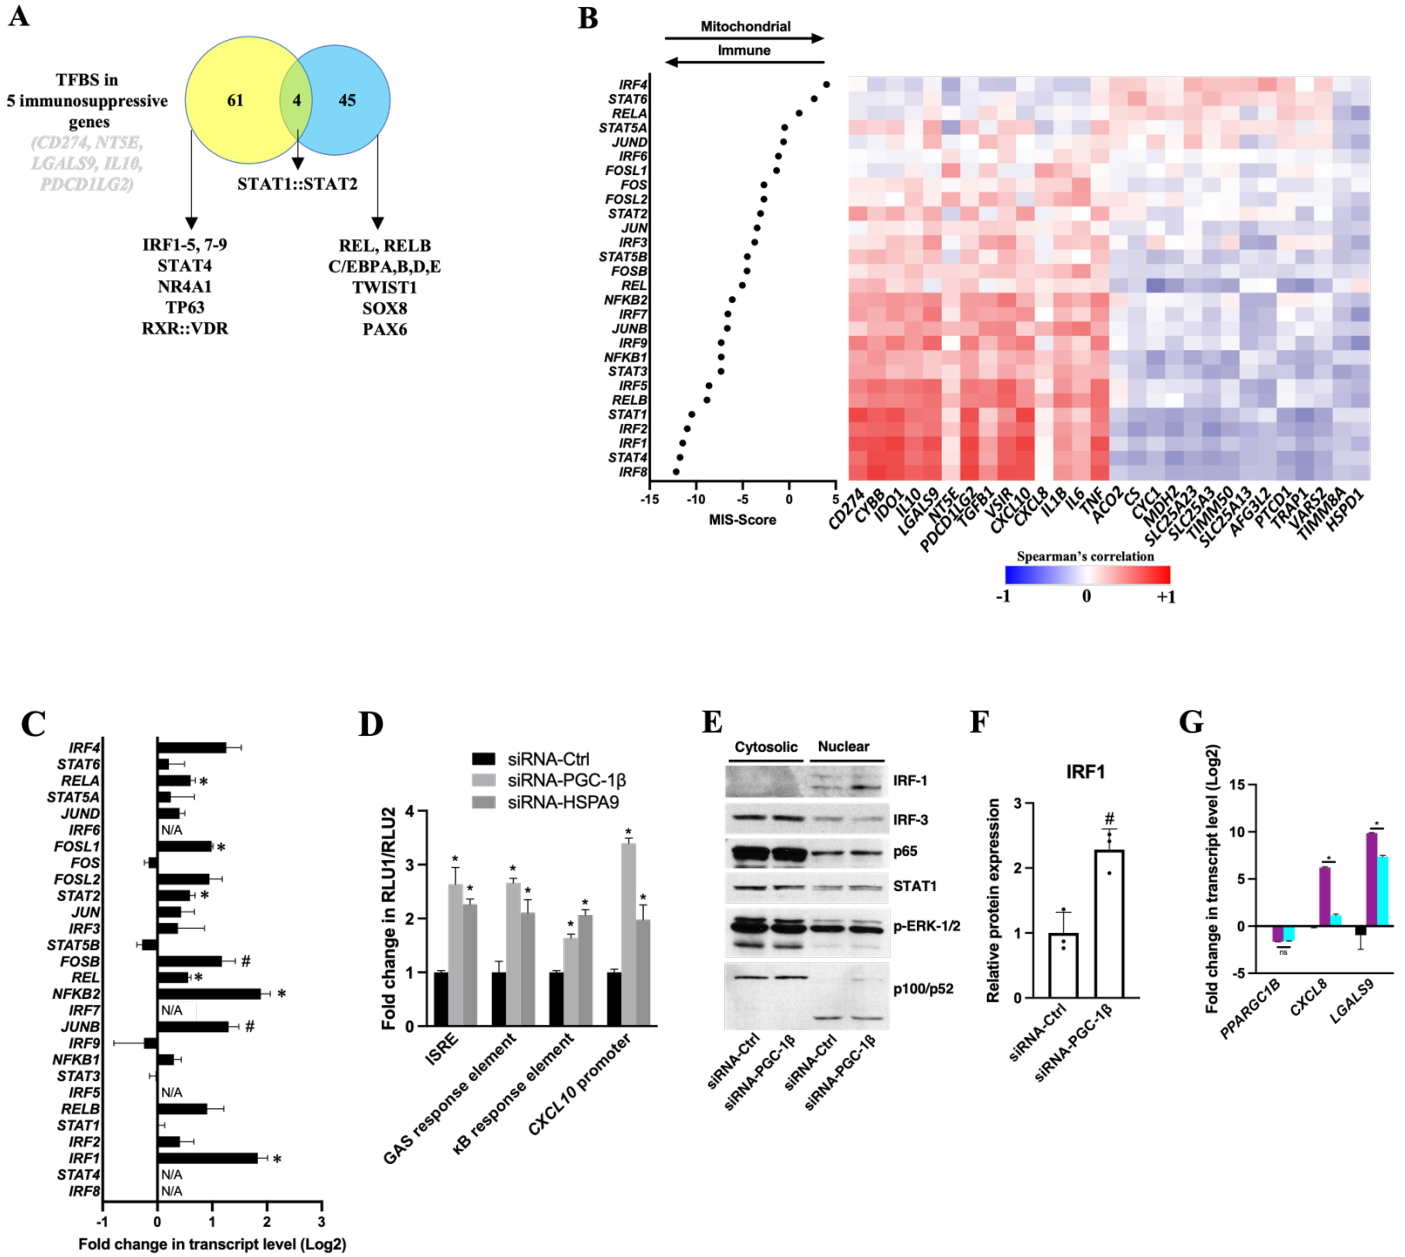 A
TFBS in
5 immunosuppressive
genes
(CD274, NT5E,
LGALS9, IL10,
PDCD1LG2)
61
4
45
STAT1::STAT2
IRF1-5, 7-9
STAT4
NR4A1
TP63
RXR::VDR
REL, RELB
C/EBPA,B,D,E
TWIST1
SOX8
PAX6
B
Mitochondrial
Immune
IRF4
STAT6
RELA
STAT5A
JUND
IRF6
FOSL1
FOS
FOSL2
STAT2
JUN
IRF3
STAT5B
FOSB
REL
NFKB2
IRF7
JUNB
IRF9
NFKB1
STAT3
IRF5
RELB
STAT1
IRF2
IRF1
STAT4
IRF8
-15 -10 -5 0 5
MIS-Score
CD274 CYBB IDO1 IL10 LGALS9 NT5E PDCD1LG2 TGFB1 VSIR CXCL10 CXCL8 IL1B IL6 TNF ACO2 CS CYC1 MDH2 SLC25A23 SLC25A3 TIMM50 SLC25A13 AFG3L2 PTCD1 TRAP1 VARS2 TIMM8A HSPD1
Spearman's correlation
-1 0 +1
C
IRF4
STAT6
RELA *
STAT5A
JUND
IRF6 N/A
FOSL1 *
FOS
FOSL2
STAT2 *
JUN
IRF3
STAT5B
FOSB #
REL *
NFKB2 *
IRF7 N/A
JUNB #
IRF9
NFKB1
STAT3
IRF5 N/A
RELB
STAT1
IRF2
IRF1 *
STAT4 N/A
IRF8 N/A
-1 0 1 2 3
Fold change in transcript level (Log2)
D
siRNA-Ctrl
siRNA-PGC-1β
siRNA-HSPA9
Fold change in RLU1/RLU2
4
3
2
1
0
* * * * * * * *
ISRE
GAS response element
κB response element
CXCL10 promoter
E
Cytosolic Nuclear
IRF-1
IRF-3
p65
STAT1
p-ERK-1/2
p100/p52
siRNA-Ctrl
siRNA-PGC-1β
siRNA-Ctrl
siRNA-PGC-1β
F
IRF1
Relative protein expression
3
2
1
0
#
siRNA-Ctrl
siRNA-PGC-1β
G
Fold change in transcript level (Log2)
15
10
5
0
-5
ns
*
*
PPARGC1B
CXCL8
LGALS9